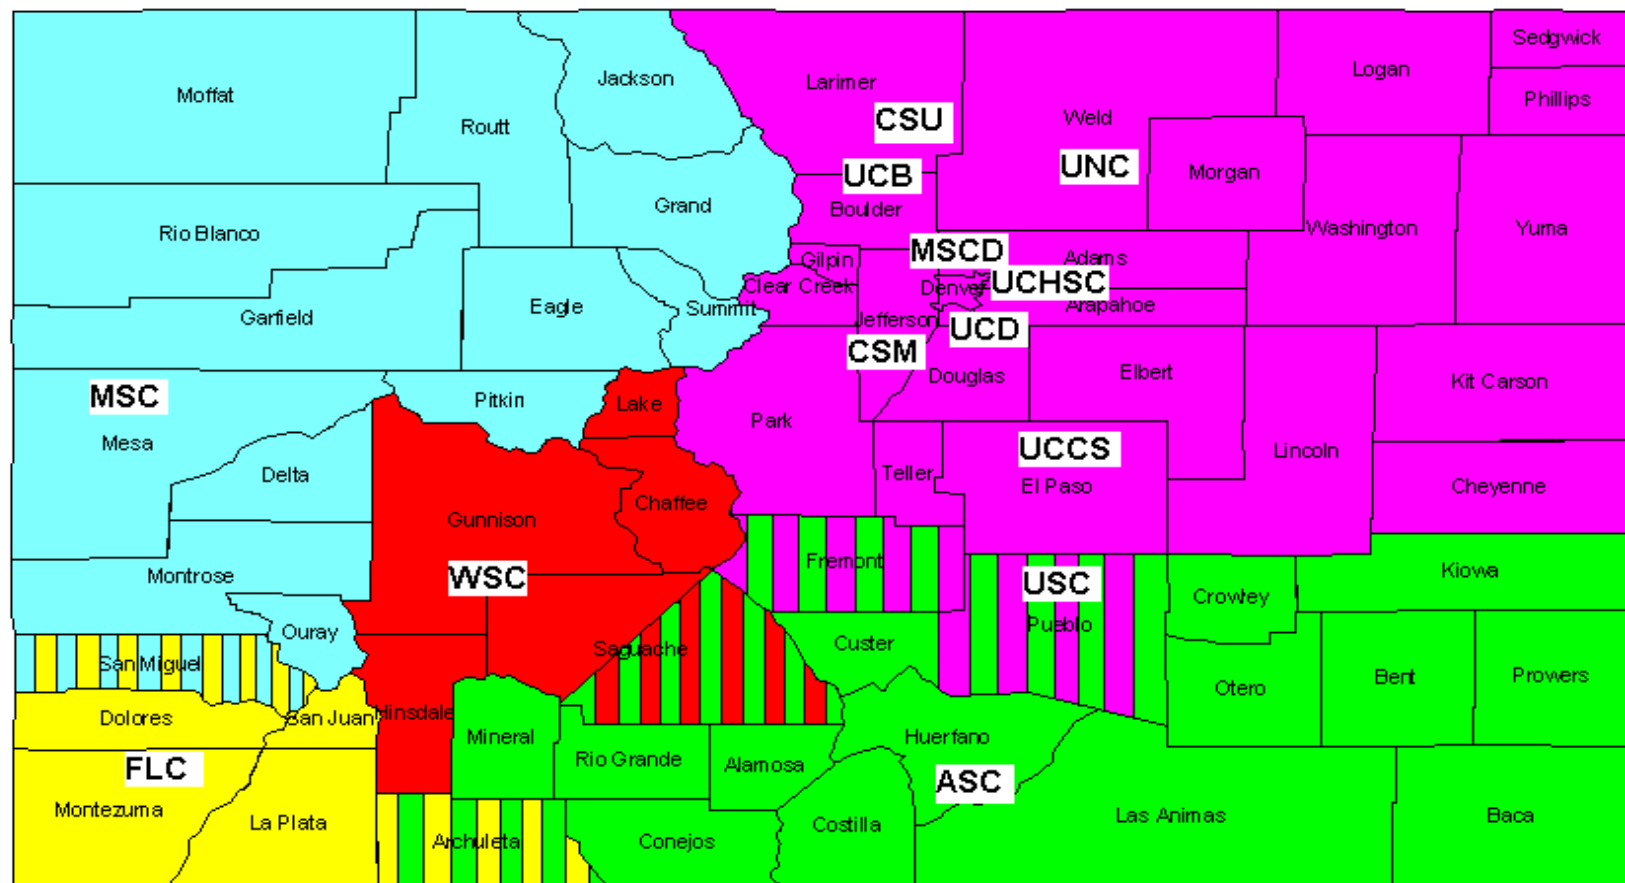 Sedgwick
Logan
Jackson
Larimer
Moffat
Phillips
CSU
Weld
Routt
UCB
UNC
Morgan
Grand
Boulder
Rio Blanco
Washington
Yuma
MSCD
Gilpin
Adams
Clear Creek
Denver
UCHSC
Eagle
Summit
Arapahoe
Garfield
Jefferson
UCD
CSM
Douglas
Elbert
Kit Carson
MSC
Pitkin
Lake
Park
Mesa
UCCS
Lincoln
Delta
Teller
El Paso
Cheyenne
Chaffee
Gunnison
Fremont
Montrose
WSC
USC
Kiowa
Crowley
Ouray
Pueblo
Custer
Saguache
San Miguel
Bent
Prowers
Otero
Dolores
San Juan
Hinsdale
Mineral
Huerfano
Rio Grande
Alamosa
FLC
ASC
Montezuma
La Plata
Costilla
Las Animas
Baca
Archuleta
Conejos